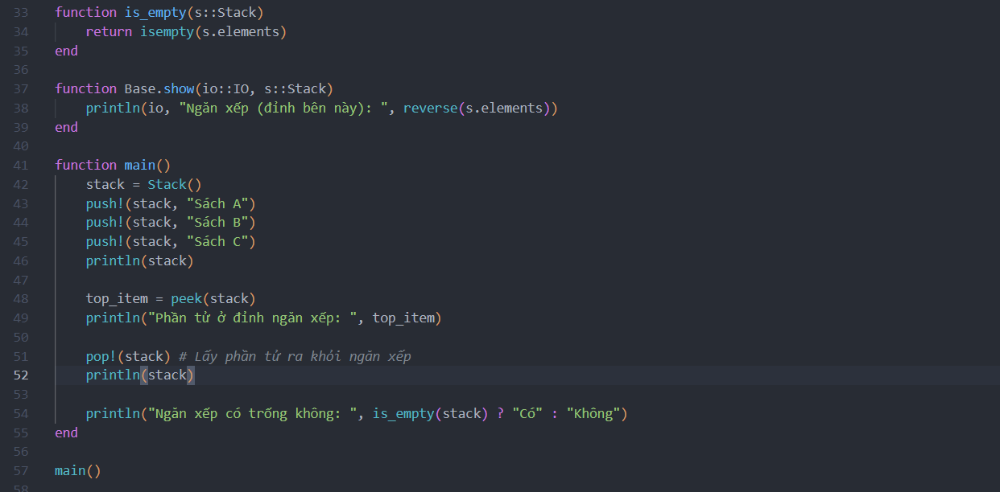 33 function is_empty(s::Stack)
34     return isempty(s.elements)
35 end
36
37 function Base.show(io::IO, s::Stack)
38     println(io, "Ngăn xếp (đỉnh bên này): ", reverse(s.elements))
39 end
40
41 function main()
42     stack = Stack()
43     push!(stack, "Sách A")
44     push!(stack, "Sách B")
45     push!(stack, "Sách C")
46     println(stack)
47
48     top_item = peek(stack)
49     println("Phần tử ở đỉnh ngăn xếp: ", top_item)
50
51     pop!(stack) # Lấy phần tử ra khỏi ngăn xếp
52     println(stack)
53
54     println("Ngăn xếp có trống không: ", is_empty(stack) ? "Có" : "Không")
55 end
56
57 main()
58